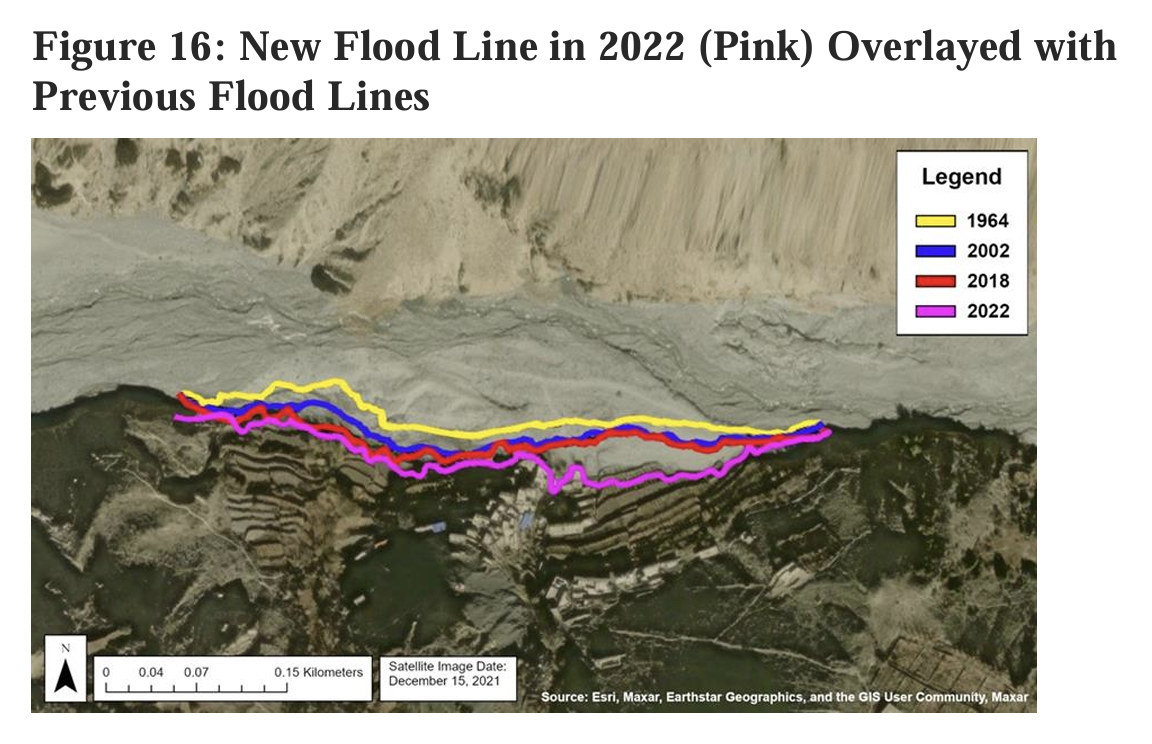 Figure 16: New Flood Line in 2022 (Pink) Overlayed with
Previous Flood Lines
Legend
1964
2002
2018
2022
N
0 0.04 0.07 0.15 Kilometers
Satellite Image Date:
December 15, 2021
Source: Esri, Maxar, Earthstar Geographics, and the GIS User Community, Maxar